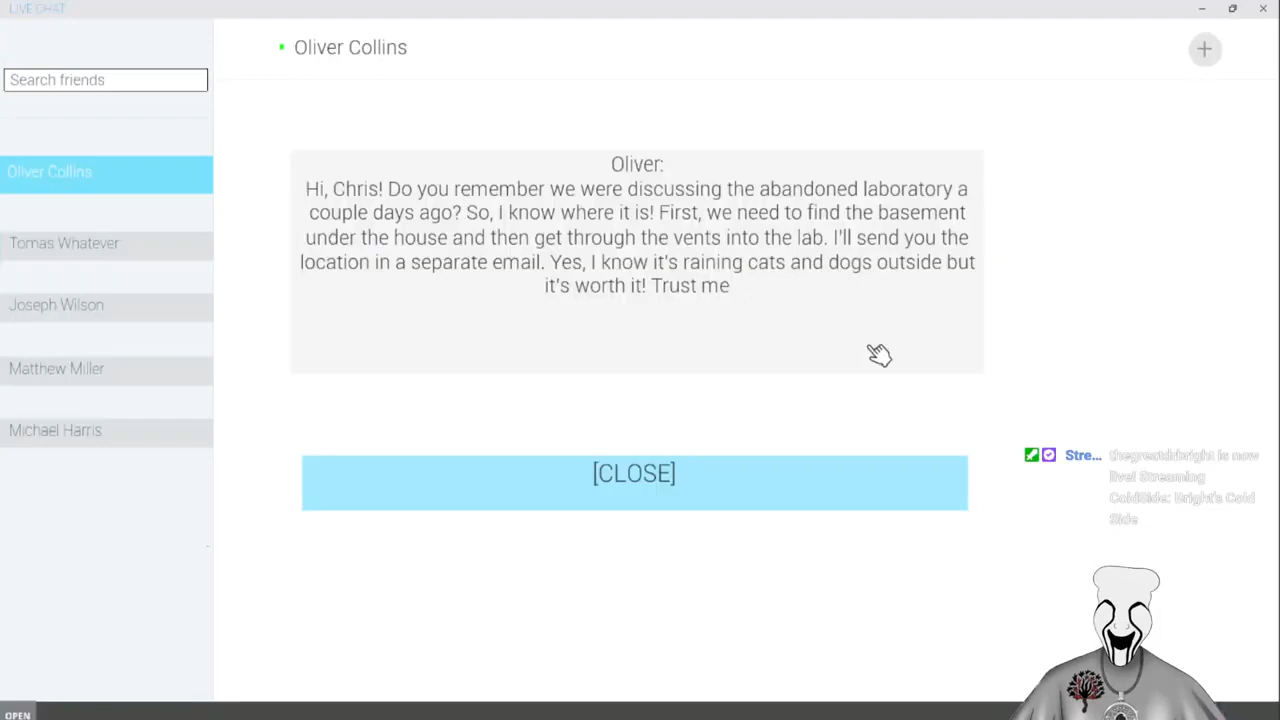 LIVE CHAT
Oliver Collins
Search friends
Oliver Collins
Tomas Whatever
Joseph Wilson
Matthew Miller
Michael Harris
Oliver:
Hi, Chris! Do you remember we were discussing the abandoned laboratory a
couple days ago? So, I know where it is! First, we need to find the basement
under the house and then get through the vents into the lab. I'll send you the
location in a separate email. Yes, I know it's raining cats and dogs outside but
it's worth it! Trust me
[CLOSE]
Stre... thegreatdrbright is now
live! Streaming
ColdSide: Bright's Cold
Side
OPEN